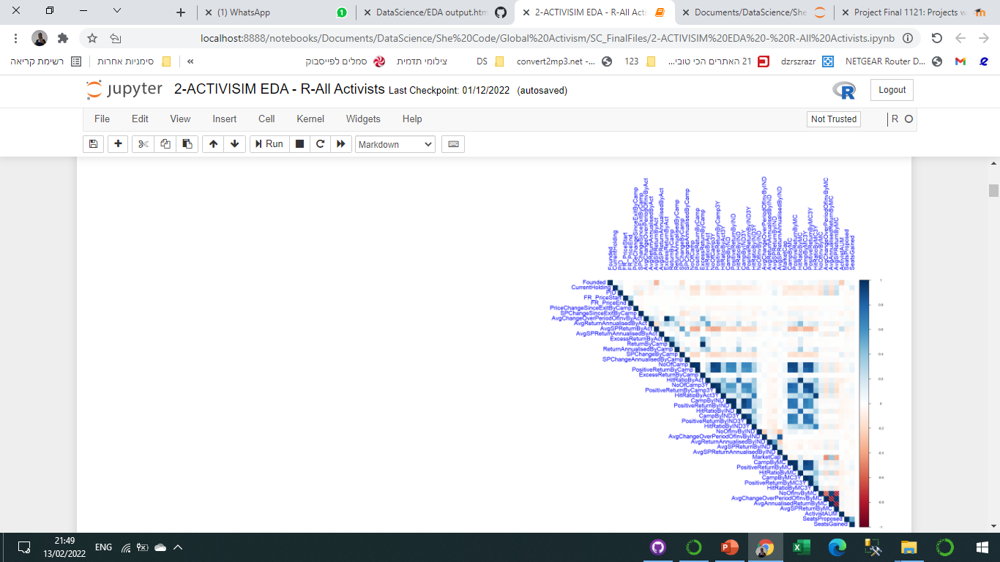 (1) WhatsApp
1
DataScience/EDA output.htm
2-ACTIVISIM EDA - R-All Acti
Documents/DataScience/She
Project Final 1121: Projects w
localhost:8888/notebooks/Documents/DataScience/She%20Code/Global%20Activism/SC_FinalFiles/2-ACTIVISIM%20EDA%20-%20R-All%20Activists.ipynb
רשימת קריאה
סימניות אחרות
«
סמלים לפייסבוק
צילומי תדמית
DS
convert2mp3.net -...
123
21 האתרים הכי טובי...
dzrszrazr
NETGEAR Router D...
jupyter 2-ACTIVISIM EDA - R-All Activists Last Checkpoint: 01/12/2022 (autosaved)
R
Logout
File Edit View Insert Cell Kernel Widgets Help
Not Trusted
R
Run
Markdown
Founded
CurrentHolding
PID
FR_PriceStart
FR_PriceEnd
PriceChangeSinceExitByCamp
SPChangeSinceExitByCamp
AvgChangeOverPeriodOfInvByAct
AvgReturnAnnualisedByAct
AvgSPReturnByAct
AvgSPReturnAnnualisedByAct
ExcessReturnByAct
ReturnByCamp
ReturnAnnualisedByCamp
SPChangeByCamp
SPChangeAnnualisedByCamp
NoOfCamp
PositiveReturnByCamp
ExcessReturnByCamp
HitRatioByAct
NoOfCamp3Y
PositiveReturnByCamp3Y
HitRatioByAct3Y
CampByIND
PositiveReturnByIND
HitRatioByIND
CampByIND3Y
PositiveReturnByIND3Y
HitRatioByIND3Y
NoOfInvByIND
AvgChangeOverPeriodOfInvByIND
AvgReturnAnnualisedByIND
AvgSPReturnByIND
AvgSPReturnAnnualisedByIND
MarketCap
CampByMC
PositiveReturnByMC
HitRatioByMC
CampByMC3Y
PositiveReturnByMC3Y
HitRatioByMC3Y
NoOfInvByMC
AvgChangeOverPeriodOfInvByMC
AvgAnnualisedReturnByMC
AvgSPReturnByMC
ActivistAUM
SeatsProposed
SeatsGained
Founded
CurrentHolding
PID
FR_PriceStart
FR_PriceEnd
PriceChangeSinceExitByCamp
SPChangeSinceExitByCamp
AvgChangeOverPeriodOfInvByAct
AvgReturnAnnualisedByAct
AvgSPReturnByAct
AvgSPReturnAnnualisedByAct
ExcessReturnByAct
ReturnByCamp
ReturnAnnualisedByCamp
SPChangeByCamp
SPChangeAnnualisedByCamp
NoOfCamp
PositiveReturnByCamp
ExcessReturnByCamp
HitRatioByAct
NoOfCamp3Y
PositiveReturnByCamp3Y
HitRatioByAct3Y
CampByIND
PositiveReturnByIND
HitRatioByIND
CampByIND3Y
PositiveReturnByIND3Y
HitRatioByIND3Y
NoOfInvByIND
AvgChangeOverPeriodOfInvByIND
AvgReturnAnnualisedByIND
AvgSPReturnByIND
AvgSPReturnAnnualisedByIND
MarketCap
CampByMC
PositiveReturnByMC
HitRatioByMC
CampByMC3Y
PositiveReturnByMC3Y
HitRatioByMC3Y
NoOfInvByMC
AvgChangeOverPeriodOfInvByMC
AvgAnnualisedReturnByMC
AvgSPReturnByMC
ActivistAUM
SeatsProposed
SeatsGained
1
0.8
0.6
0.4
0.2
0
-0.2
-0.4
-0.6
-0.8
-1
21:49
13/02/2022
ENG